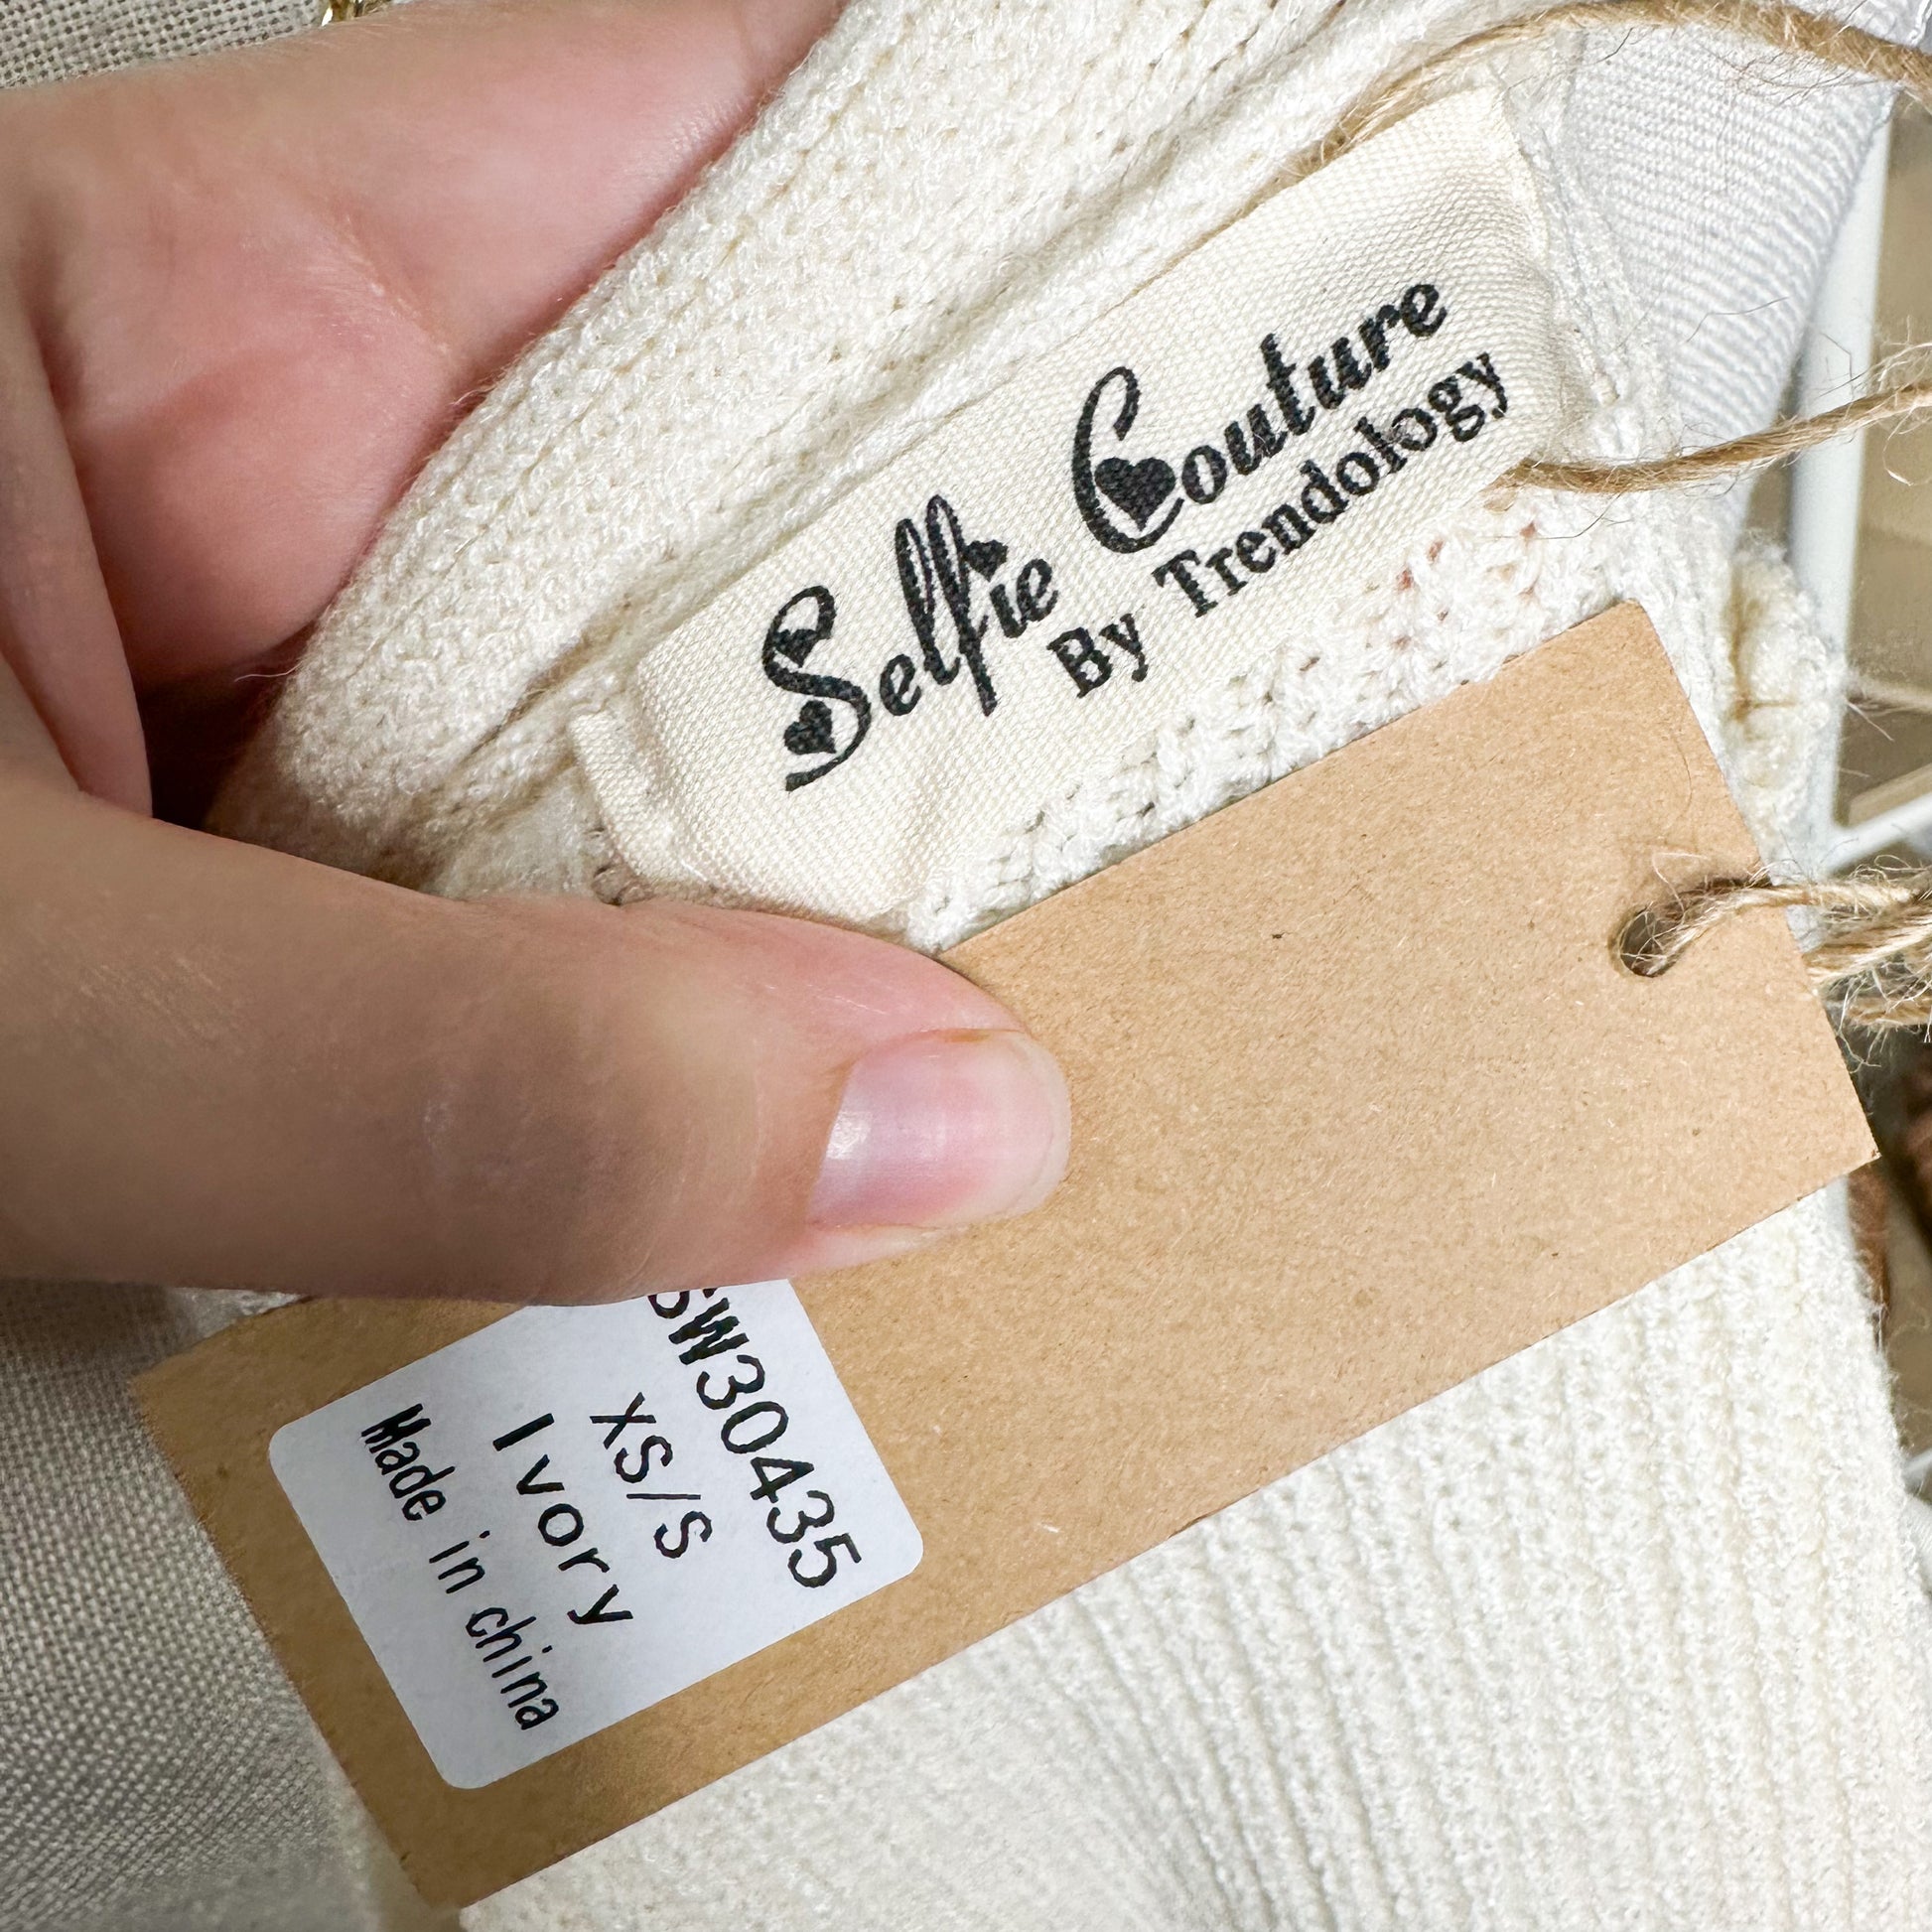 Selfie Couture
By Trendology
SW30435
XS/S
Ivory
Made in china